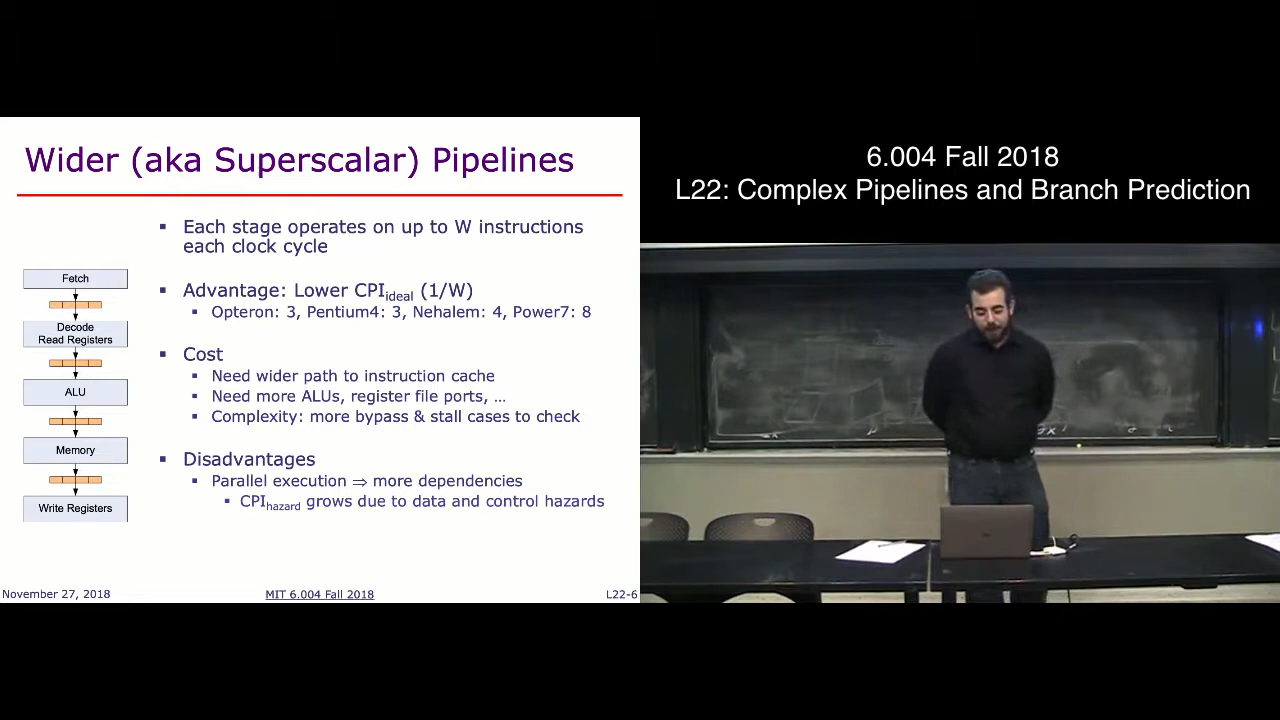 Wider (aka Superscalar) Pipelines
Each stage operates on up to W instructions
each clock cycle
Advantage: Lower CPIideal (1/W)
Opteron: 3, Pentium4: 3, Nehalem: 4, Power7: 8
Cost
Need wider path to instruction cache
Need more ALUs, register file ports, ...
Complexity: more bypass & stall cases to check
Disadvantages
Parallel execution ⇒ more dependencies
CPIhazard grows due to data and control hazards
Fetch
Decode
Read Registers
ALU
Memory
Write Registers
November 27, 2018
MIT 6.004 Fall 2018
L22-6
6.004 Fall 2018
L22: Complex Pipelines and Branch Prediction